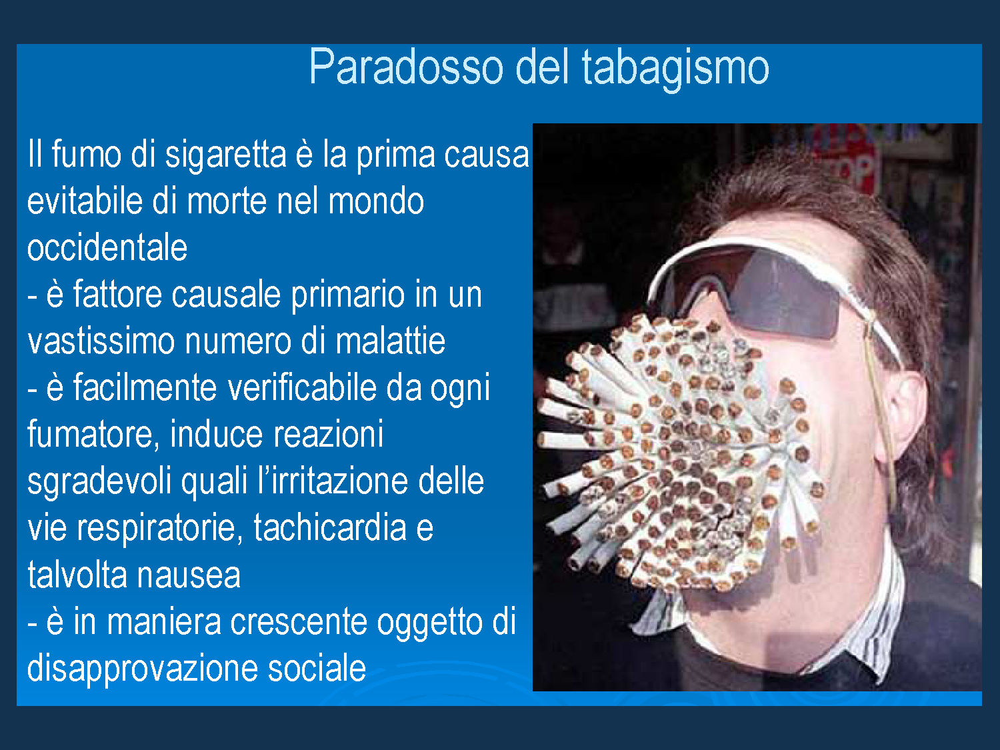 Paradosso del tabagismo
Il fumo di sigaretta è la prima causa
evitabile di morte nel mondo
occidentale
- è fattore causale primario in un
vastissimo numero di malattie
- è facilmente verificabile da ogni
fumatore, induce reazioni
sgradevoli quali l’irritazione delle
vie respiratorie, tachicardia e
talvolta nausea
- è in maniera crescente oggetto di
disapprovazione sociale